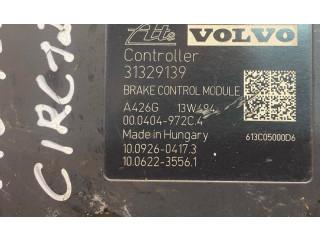 Ate VOLVO
Controller
31329139
BRAKE CONTROL MODULE
A426G 13W484
00.0404-972C.4
Made in Hungary 613C05000D6
10.0926-0417.3
10.0622-3556.1